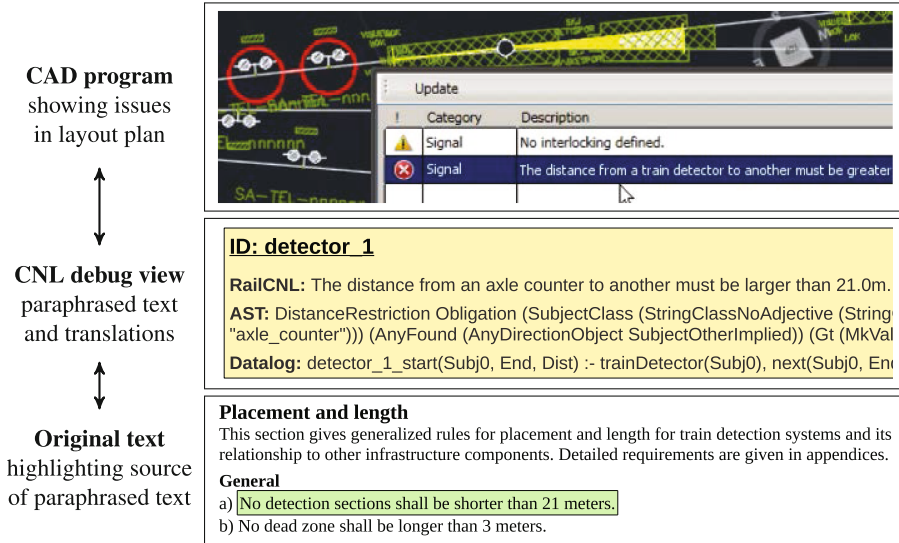 CAD program
showing issues
in layout plan
Update
! Category Description
Signal No interlocking defined.
Signal The distance from a train detector to another must be greater
SA-TEL-nnnnn
CNL debug view
paraphrased text
and translations
ID: detector_1
RailCNL: The distance from an axle counter to another must be larger than 21.0m.
AST: DistanceRestriction Obligation (SubjectClass (StringClassNoAdjective (String
"axle_counter"))) (AnyFound (AnyDirectionObject SubjectOtherImplied)) (Gt (MkVal
Datalog: detector_1_start(Subj0, End, Dist) :- trainDetector(Subj0), next(Subj0, End
Original text
highlighting source
of paraphrased text
Placement and length
This section gives generalized rules for placement and length for train detection systems and its
relationship to other infrastructure components. Detailed requirements are given in appendices.
General
a) No detection sections shall be shorter than 21 meters.
b) No dead zone shall be longer than 3 meters.